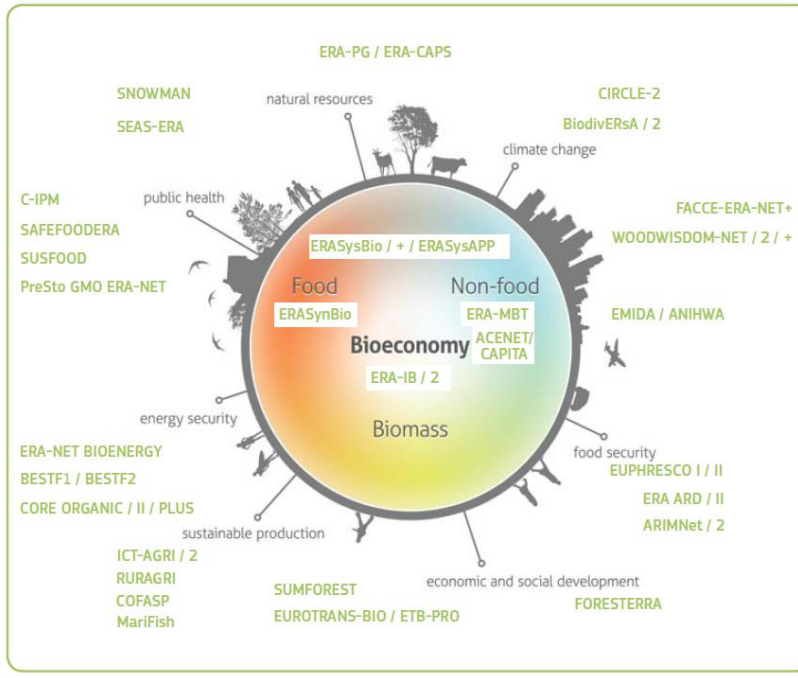 ERA-PG / ERA-CAPS
SNOWMAN
natural resources
CIRCLE-2
SEAS-ERA
BiodivERsA / 2
climate change
C-IPM
public health
FACCE-ERA-NET+
SAFEFOODERA
WOODWISDOM-NET / 2 / +
SUSFOOD
ERASysBio / + / ERASysAPP
PreSto GMO ERA-NET
Food
Non-food
ERASynBio
ERA-MBT
EMIDA / ANIHWA
Bioeconomy
ACENET/
CAPITA
ERA-IB / 2
energy security
Biomass
ERA-NET BIOENERGY
food security
BESTF1 / BESTF2
EUPHRESCO I / II
CORE ORGANIC / II / PLUS
ERA ARD / II
sustainable production
ARIMNet / 2
ICT-AGRI / 2
RURAGRI
economic and social development
COFASP
SUMFOREST
FORESTERRA
MariFish
EUROTRANS-BIO / ETB-PRO